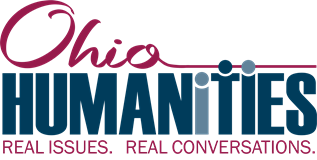 Ohio
HUMANiTiES
REAL ISSUES. REAL CONVERSATIONS.